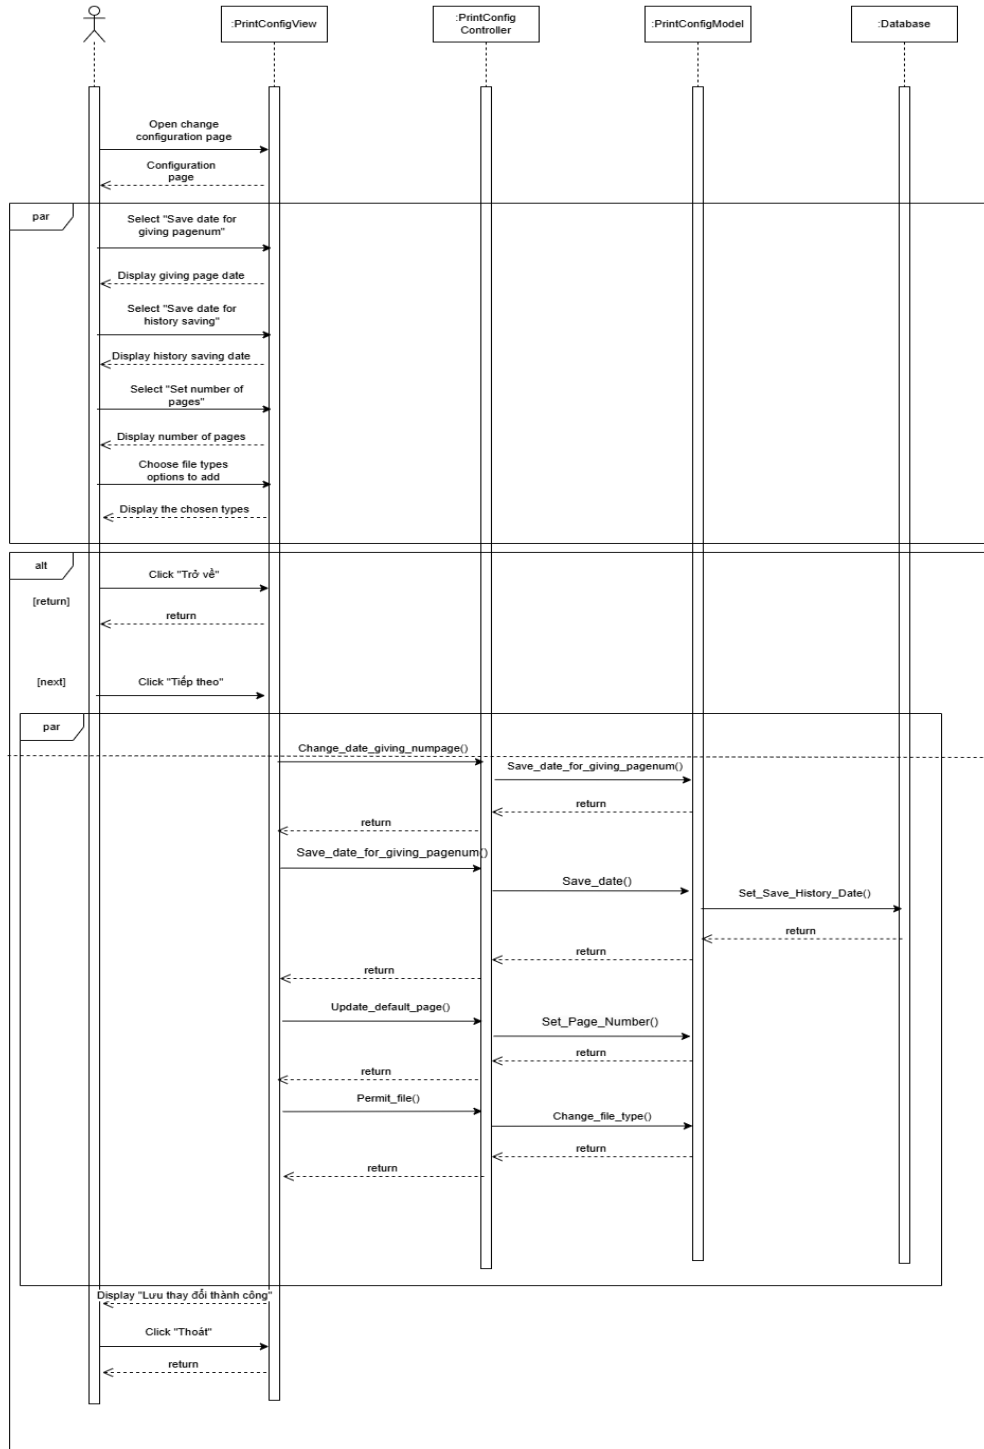 :PrintConfigView
:PrintConfig
Controller
:PrintConfigModel
:Database
Open change
configuration page
Configuration
page
par
Select "Save date for
giving pagenum"
Display giving page date
Select "Save date for
history saving"
Display history saving date
Select "Set number of
pages"
Display number of pages
Choose file types
options to add
Display the chosen types
alt
Click "Trở về"
[return]
return
[next]
Click "Tiếp theo"
par
Change_date_giving_numpage()
Save_date_for_giving_pagenum()
return
return
Save_date_for_giving_pagenum()
Save_date()
Set_Save_History_Date()
return
return
return
Update_default_page()
Set_Page_Number()
return
return
Permit_file()
Change_file_type()
return
return
Display "Lưu thay đổi thành công"
Click "Thoát"
return